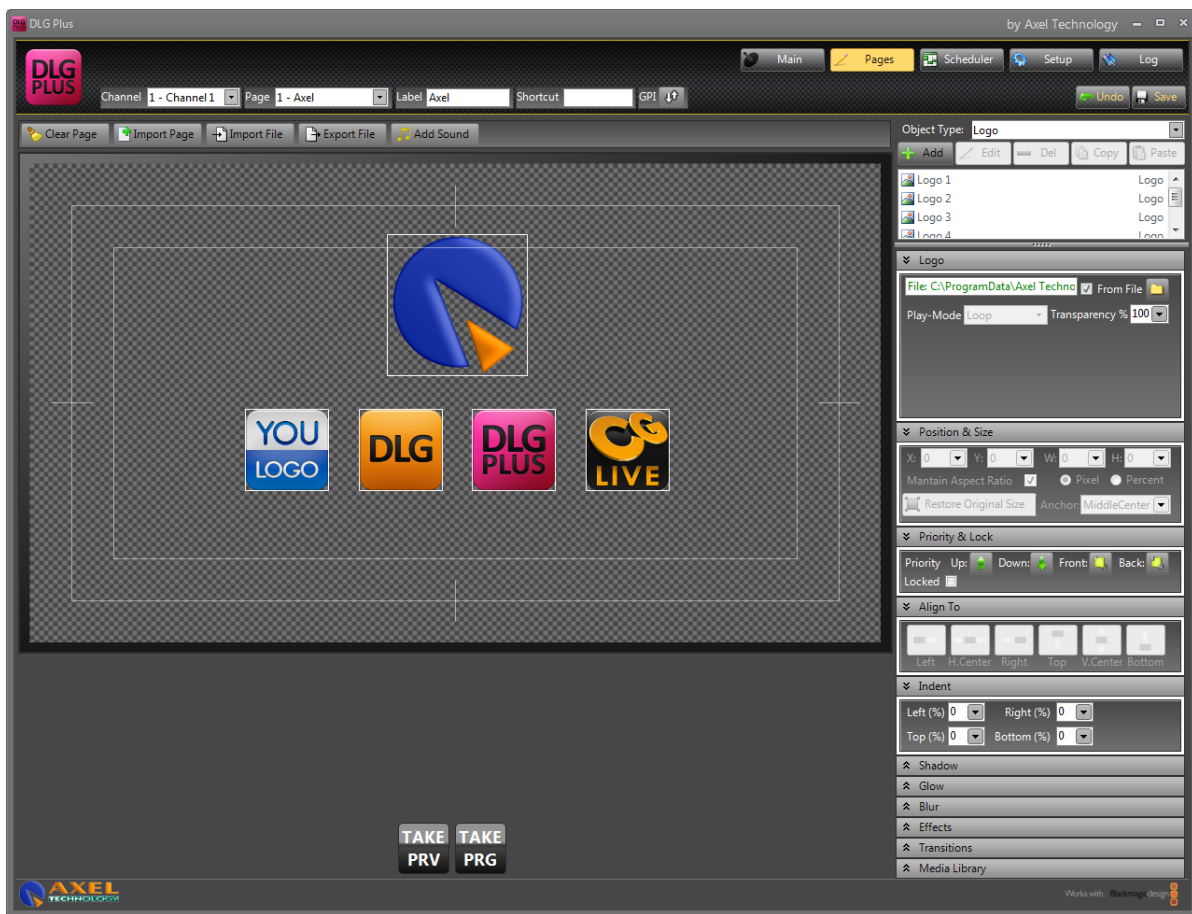 DLG Plus by Axel Technology
DLG PLUS
Main Pages Scheduler Setup Log
Channel 1 - Channel 1 Page 1 - Axel Label Axel Shortcut GPI Undo Save
Clear Page Import Page Import File Export File Add Sound
Object Type: Logo
Add Edit Del Copy Paste
Logo 1 Logo
Logo 2 Logo
Logo 3 Logo
Logo 4 Logo
Logo
File: C:\ProgramData\Axel Techno From File
Play-Mode Loop Transparency % 100
YOU LOGO
DLG
DLG PLUS
CG LIVE
Position & Size
X: 0 Y: 0 W: 0 H: 0
Mantain Aspect Ratio Pixel Percent
Restore Original Size Anchor: MiddleCenter
Priority & Lock
Priority Up: Down: Front: Back:
Locked
Align To
Left H.Center Right Top V.Center Bottom
Indent
Left (%) 0 Right (%) 0
Top (%) 0 Bottom (%) 0
Shadow
Glow
Blur
Effects
Transitions
Media Library
TAKE PRV
TAKE PRG
AXEL
TECHNOLOGY
Works with Blackmagicdesign